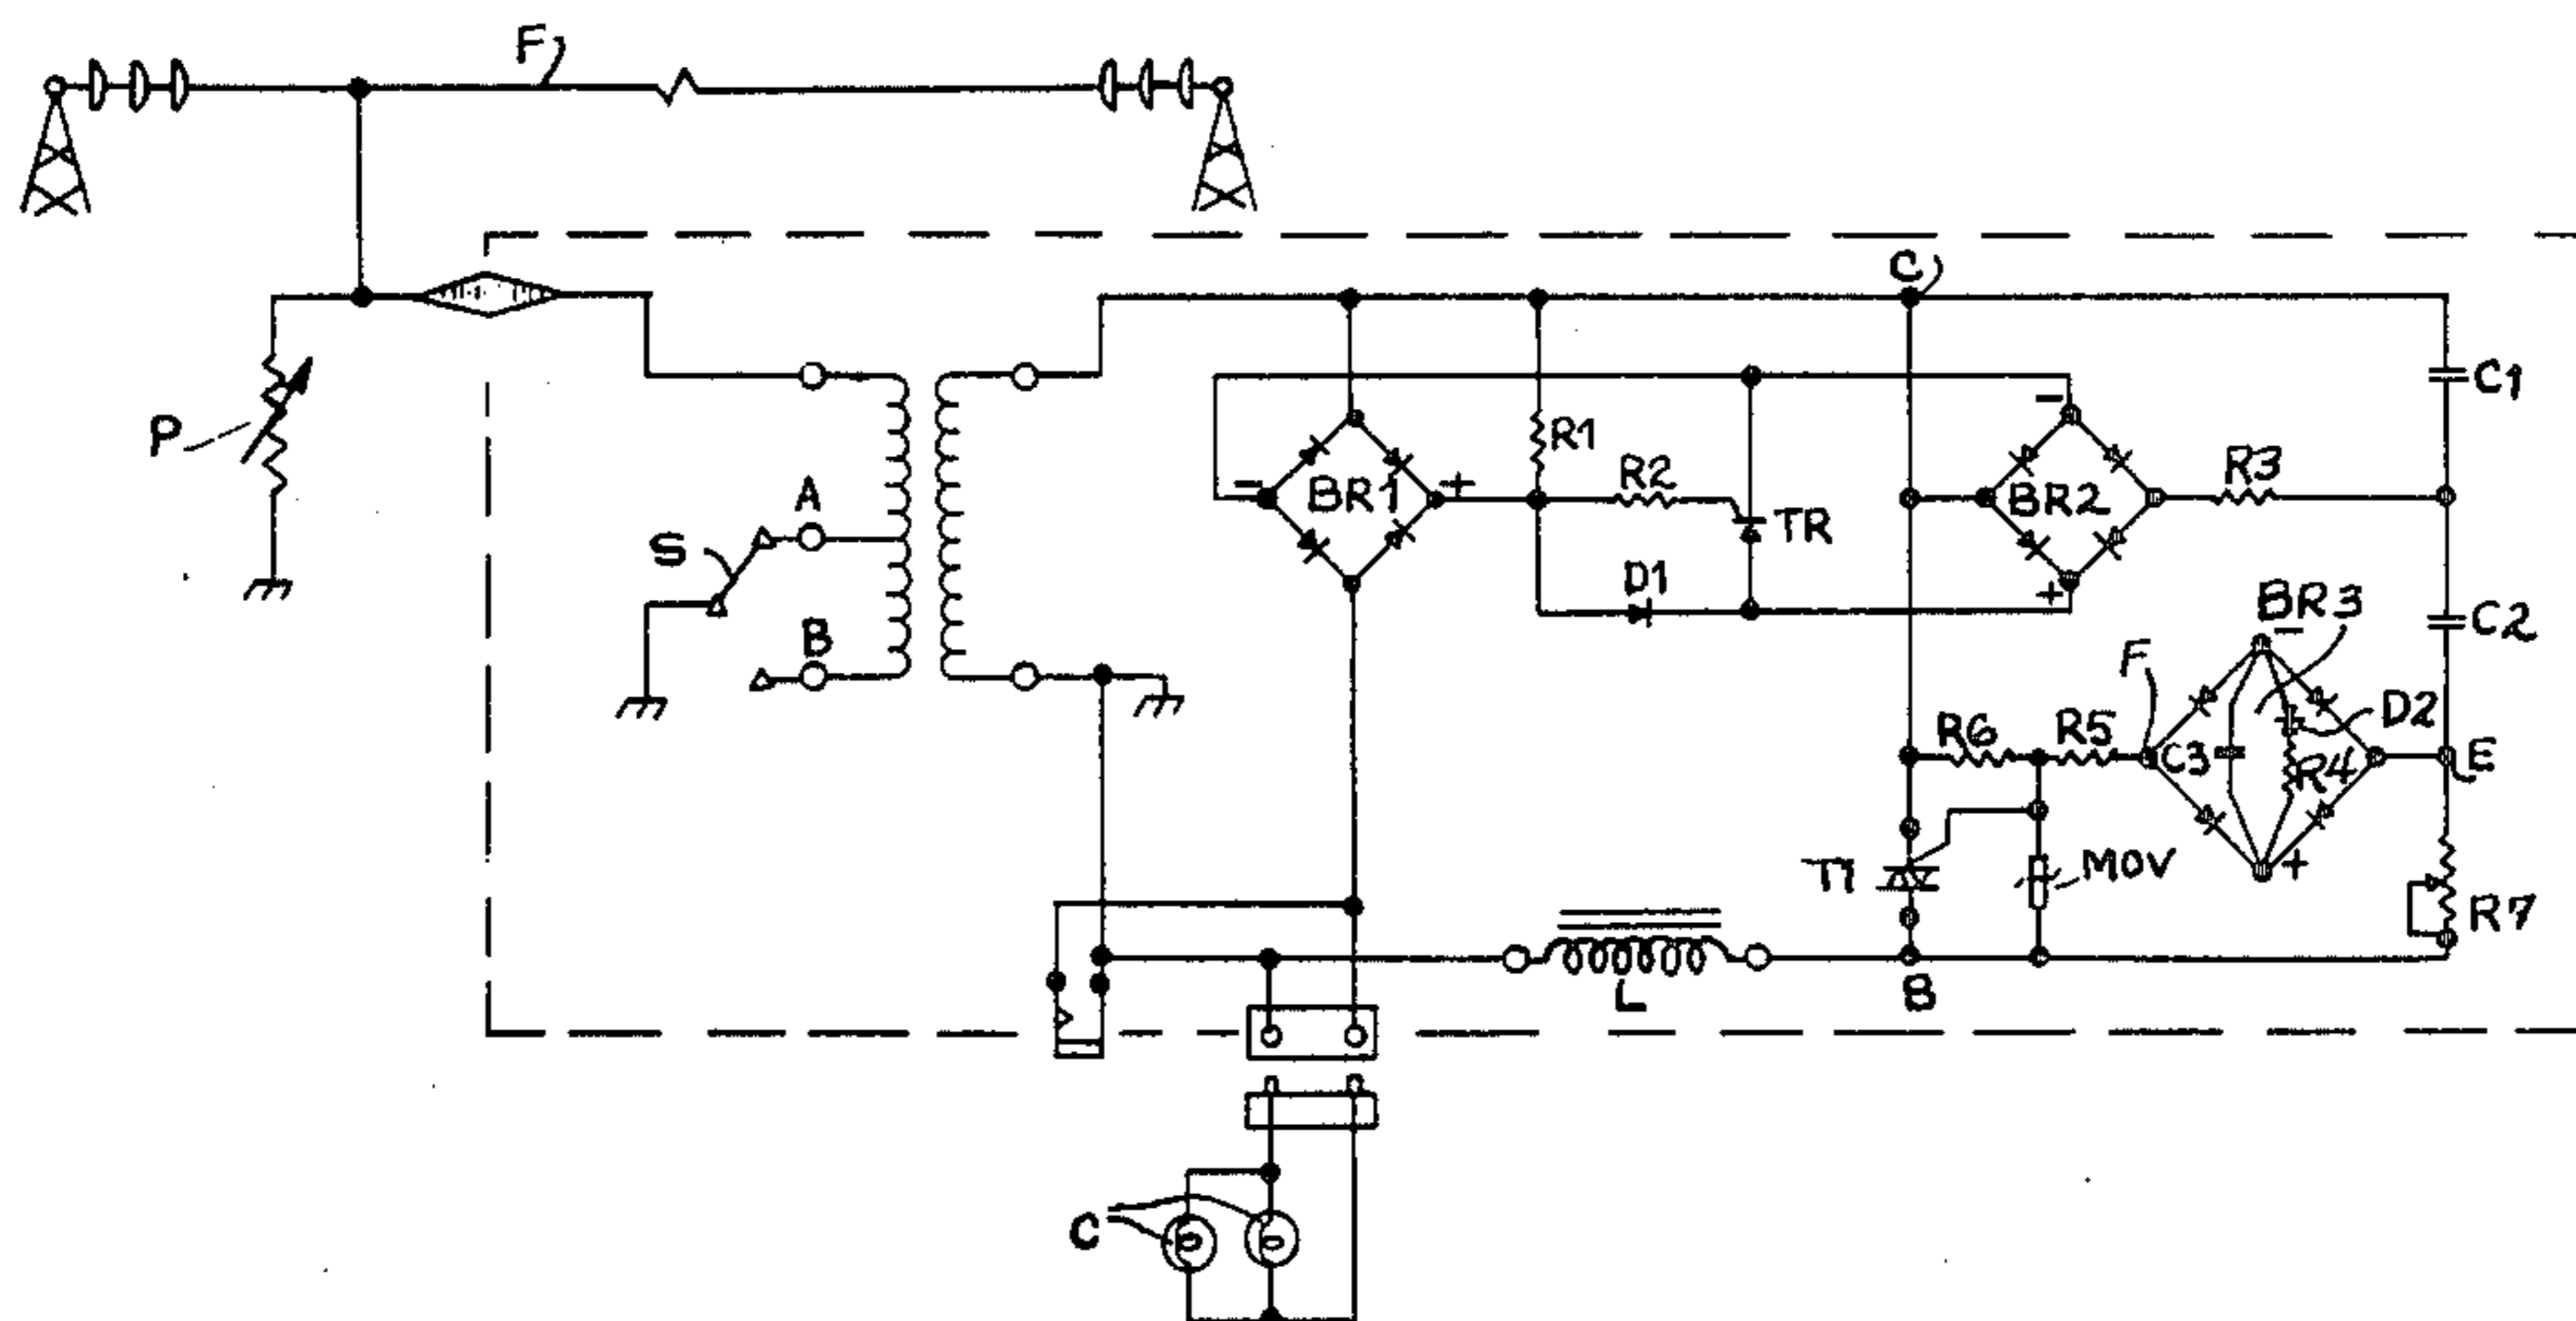 F
C
C1
P
R1
BR1
- +
R2
TR
D1
-
BR2
+
R3
A
S
B
BR3
-
C2
F
D2
R6
R5
C3
R4
E
+
T1
MOV
R7
L
B
C